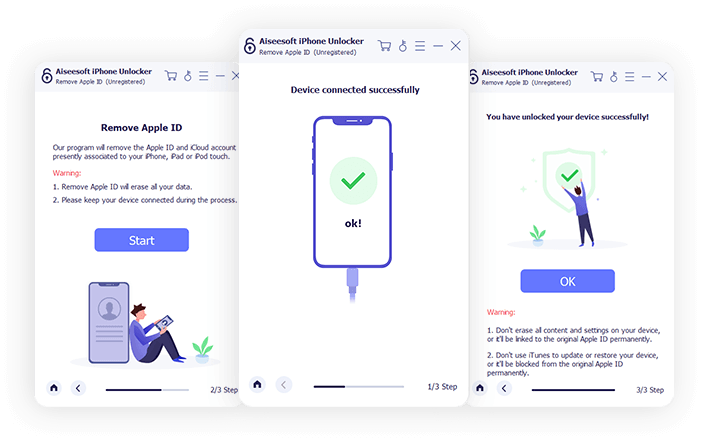 Aiseesoft iPhone Unlocker
Remove Apple ID (Unregistered)
Remove Apple ID
Our program will remove the Apple ID and iCloud account
presently associated to your iPhone, iPad or iPod touch.
Warning:
1. Remove Apple ID will erase all your data.
2. Please keep your device connected during the process.
Start
2/3 Step
Aiseesoft iPhone Unlocker
Remove Apple ID (Unregistered)
Device connected successfully
ok!
1/3 Step
Aiseesoft iPhone Unlocker
Remove Apple ID (Unregistered)
You have unlocked your device successfully!
OK
Warning:
1. Don't erase all content and settings on your device,
or it'll be linked to the orignal Apple ID permanently.
2. Don't use iTunes to update or restore your device,
or it'll be blocked from the orignal Apple ID
permanently.
3/3 Step